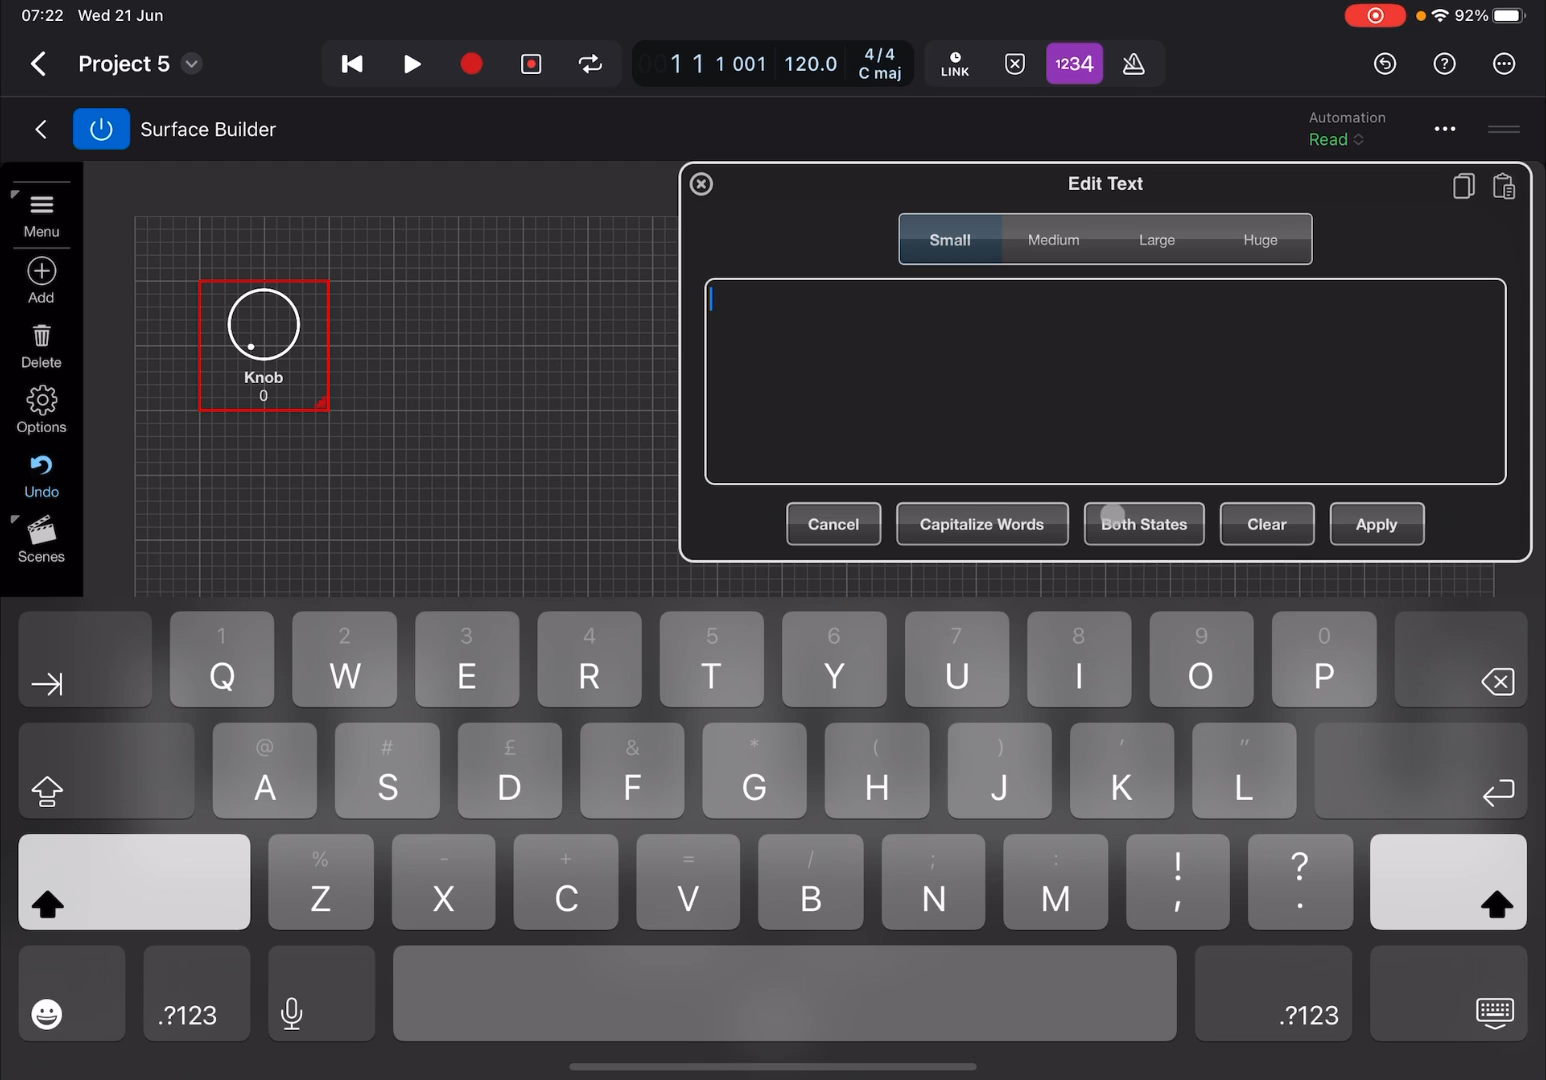 07:22 Wed 21 Jun
92%
Project 5
001 1 1 001 120.0 4/4
C maj
LINK
1234
Surface Builder
Automation
Read
Menu
Add
Delete
Options
Undo
Scenes
Knob
0
Edit Text
Small Medium Large Huge
Cancel Capitalize Words Both States Clear Apply
1 2 3 4 5 6 7 8 9 0
Q W E R T Y U I O P
@ # £ & * ( ) ' "
A S D F G H J K L
% - + = / ; : ! ?
Z X C V B N M , .
.?123 .?123